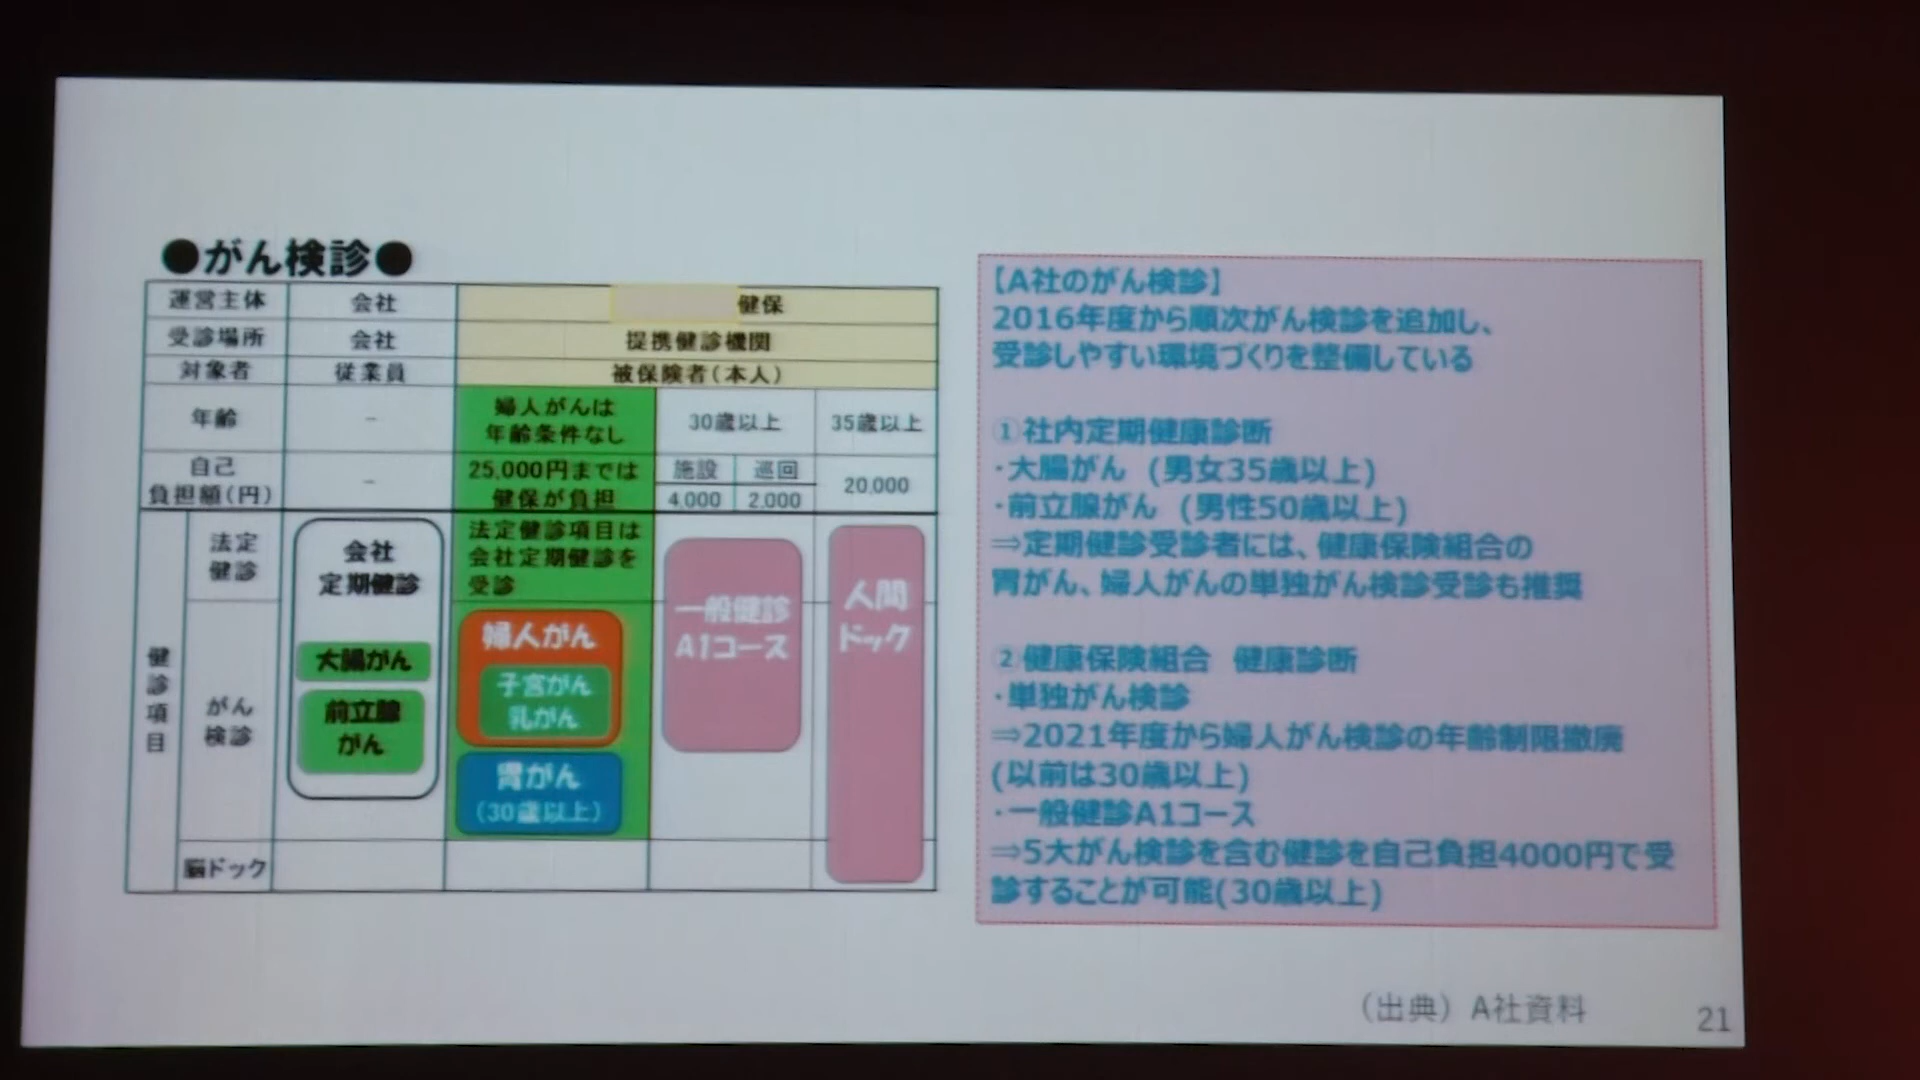 ●がん検診●
運営主体 会社 健保
受診場所 会社 提携健診機関
対象者 従業員 被保険者(本人)
年齢 - 婦人がんは 30歳以上 35歳以上
年齢条件なし
自己 - 25,000円までは 施設 巡回 20,000
負担額(円) 健保が負担 4,000 2,000
健診項目
法定
健診
会社
定期健診
法定健診項目は
会社定期健診を
受診
一般健診
A1コース
人間
ドック
がん
検診
大腸がん
前立腺
がん
婦人がん
子宮がん
乳がん
胃がん
(30歳以上)
脳ドック
【A社のがん検診】
2016年度から順次がん検診を追加し、
受診しやすい環境づくりを整備している
①社内定期健康診断
・大腸がん (男女35歳以上)
・前立腺がん (男性50歳以上)
⇒定期健診受診者には、健康保険組合の
胃がん、婦人がんの単独がん検診受診も推奨
②健康保険組合 健康診断
・単独がん検診
⇒2021年度から婦人がん検診の年齢制限撤廃
(以前は30歳以上)
・一般健診A1コース
⇒5大がん検診を含む健診を自己負担4000円で受
診することが可能(30歳以上)
(出典) A社資料
21